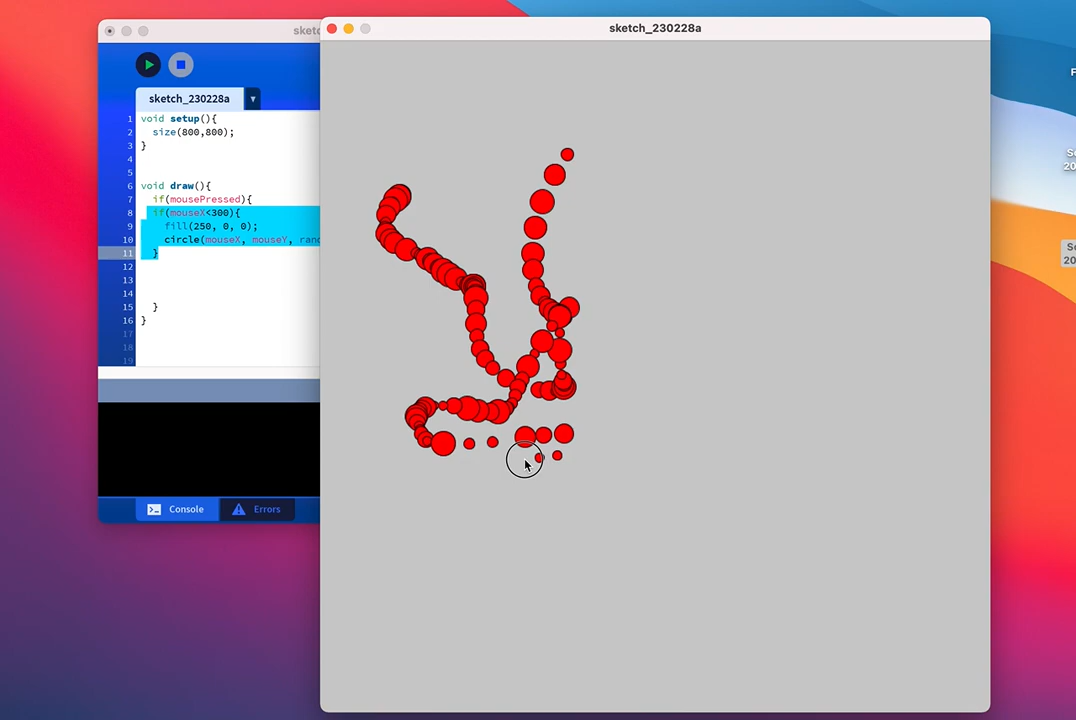 sketch_230228a
sketch_230228a
1 void setup(){
2 size(800,800);
3 }
4
5
6 void draw(){
7 if(mousePressed){
8 if(mouseX<300){
9 fill(250, 0, 0);
10 circle(mouseX, mouseY,
11 }
12
13
14
15 }
16 }
17
18
19
Console
Errors
20
20